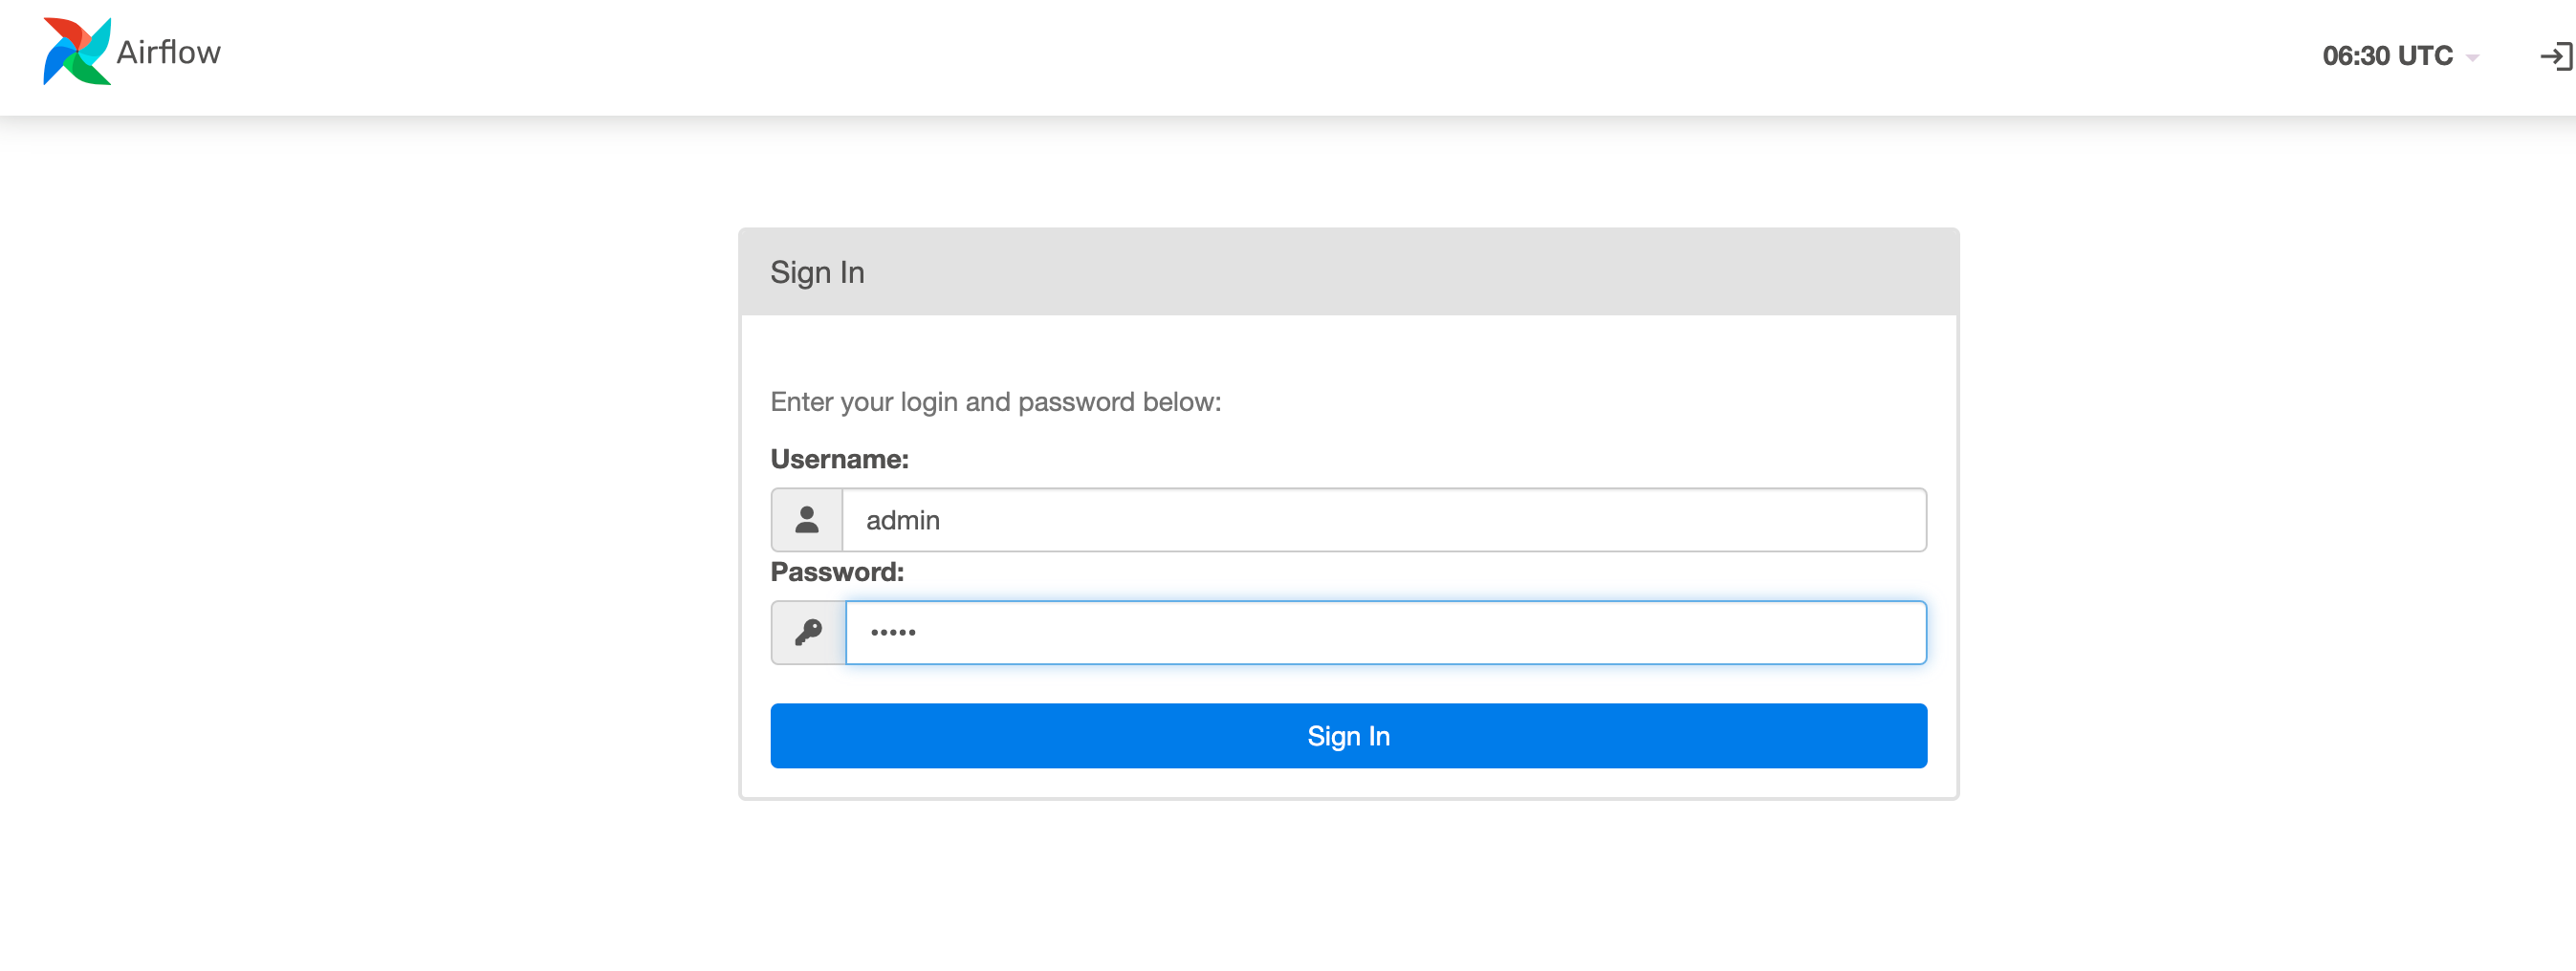 Airflow
06:30 UTC
Sign In
Enter your login and password below:
Username:
admin
Password:
•••••
Sign In